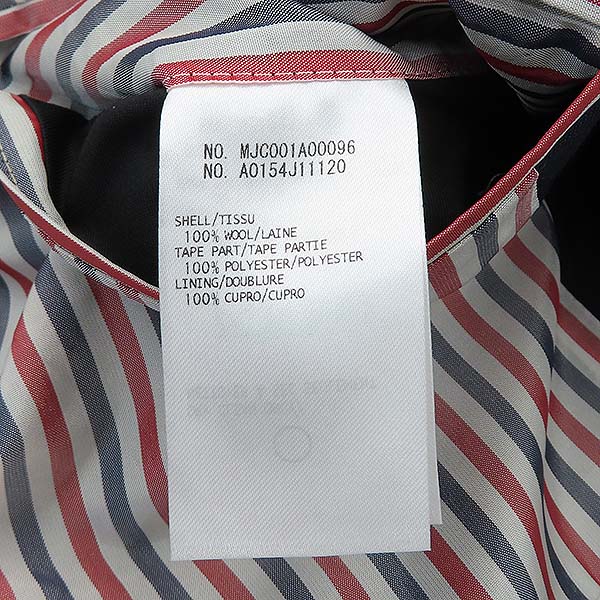 NO. MJC001A00096
NO. A0154J11120
SHELL/TISSU
100% WOOL/LAINE
TAPE PART/TAPE PARTIE
100% POLYESTER/POLYESTER
LINING/DOUBLURE
100% CUPRO/CUPRO